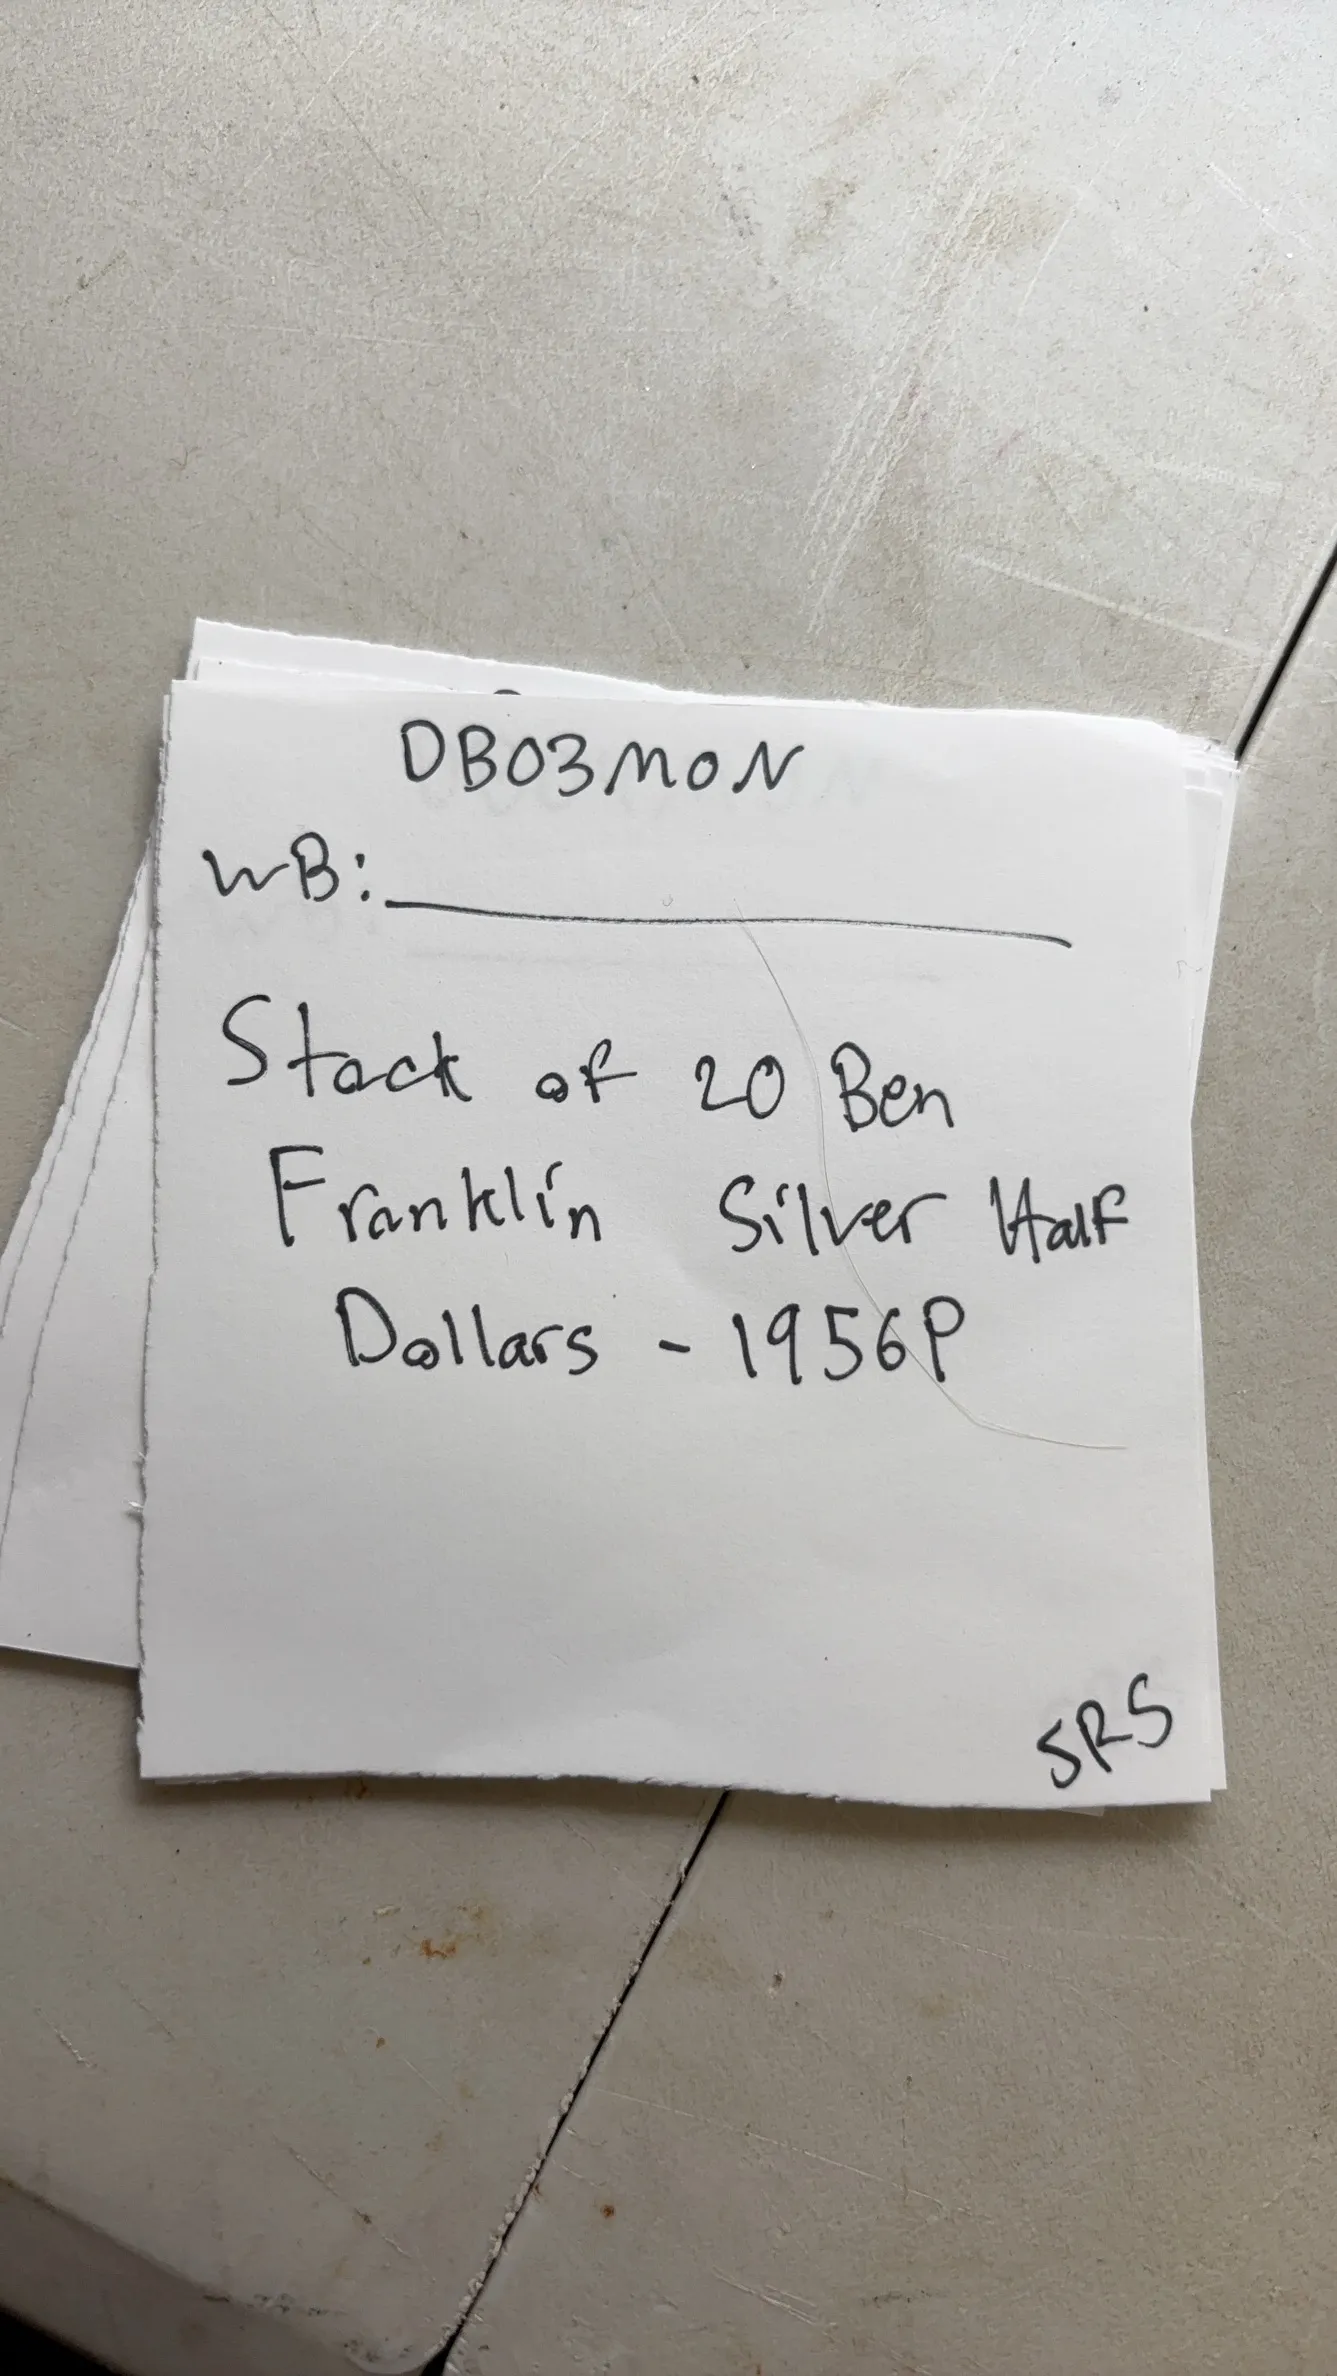 DB03MON
WB:
Stack of 20 Ben
Franklin Silver Half
Dollars - 1956P
SRS